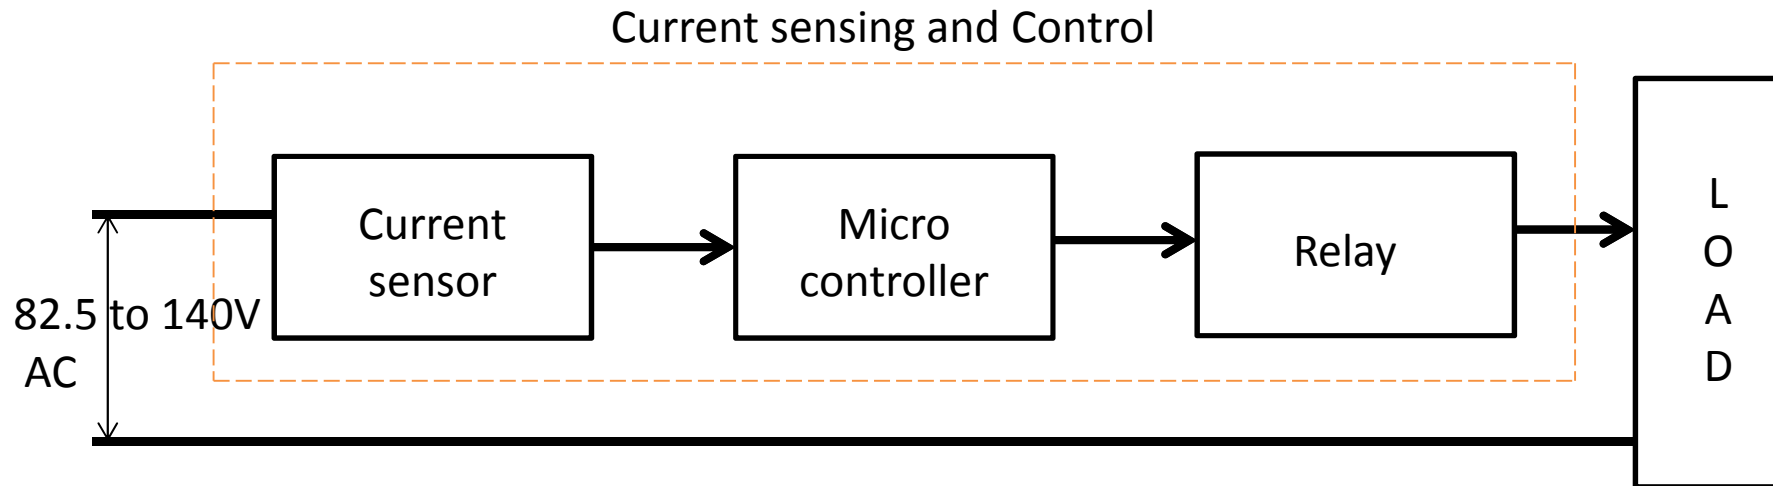 Current sensing and Control
Current
sensor
Micro
controller
Relay
L
O
A
D
82.5 to 140V
AC